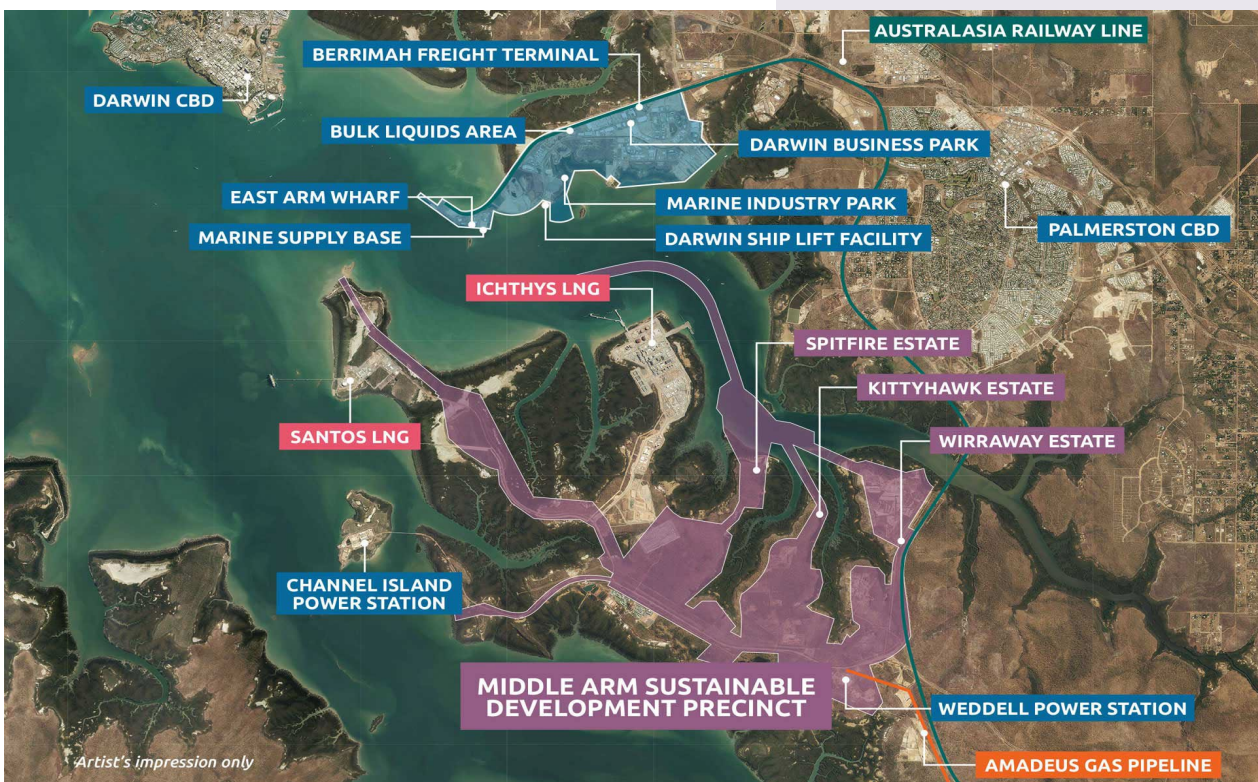 AUSTRALASIA RAILWAY LINE
BERRIMAH FREIGHT TERMINAL
DARWIN CBD
BULK LIQUIDS AREA
DARWIN BUSINESS PARK
EAST ARM WHARF
MARINE INDUSTRY PARK
MARINE SUPPLY BASE
DARWIN SHIP LIFT FACILITY
PALMERSTON CBD
ICHTHYS LNG
SPITFIRE ESTATE
KITTYHAWK ESTATE
SANTOS LNG
WIRRAWAY ESTATE
CHANNEL ISLAND
POWER STATION
MIDDLE ARM SUSTAINABLE
DEVELOPMENT PRECINCT
WEDDELL POWER STATION
Artist's impression only
AMADEUS GAS PIPELINE